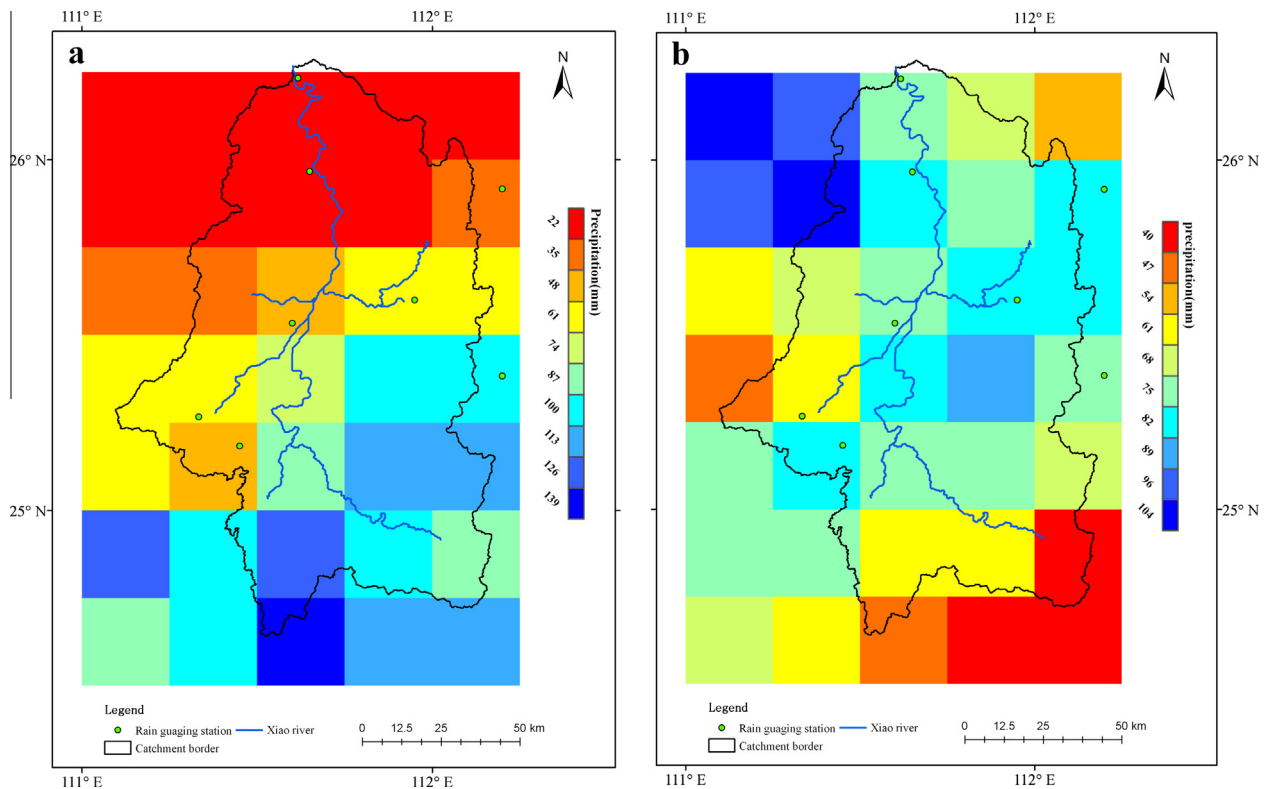 111° E
112° E
a
N
26° N
25° N
Precipitation(mm)
22
35
48
61
74
87
100
113
126
139
Legend
Rain guaging station
Xiao river
Catchment border
0 12.5 25 50 km
111° E
112° E
111° E
112° E
b
N
26° N
25° N
precipitation(mm)
40
47
54
61
68
75
82
89
96
104
Legend
Rain guaging station
Xiao river
Catchment border
0 12.5 25 50 km
111° E
112° E